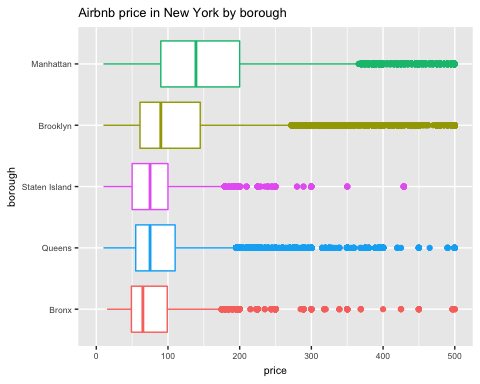 Airbnb price in New York by borough
borough
Manhattan
Brooklyn
Staten Island
Queens
Bronx
0 100 200 300 400 500
price